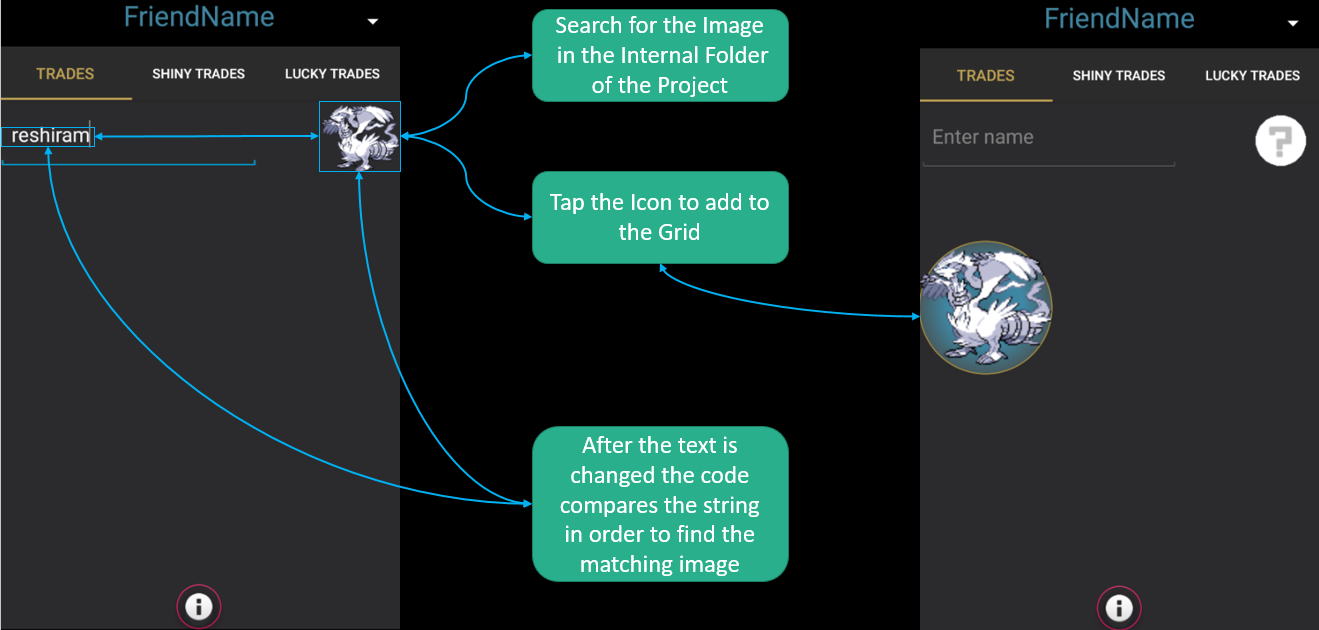 FriendName
TRADES
SHINY TRADES
LUCKY TRADES
reshiram
Search for the Image
in the Internal Folder
of the Project
Tap the Icon to add to
the Grid
After the text is
changed the code
compares the string
in order to find the
matching image
i
FriendName
TRADES
SHINY TRADES
LUCKY TRADES
Enter name
?
i